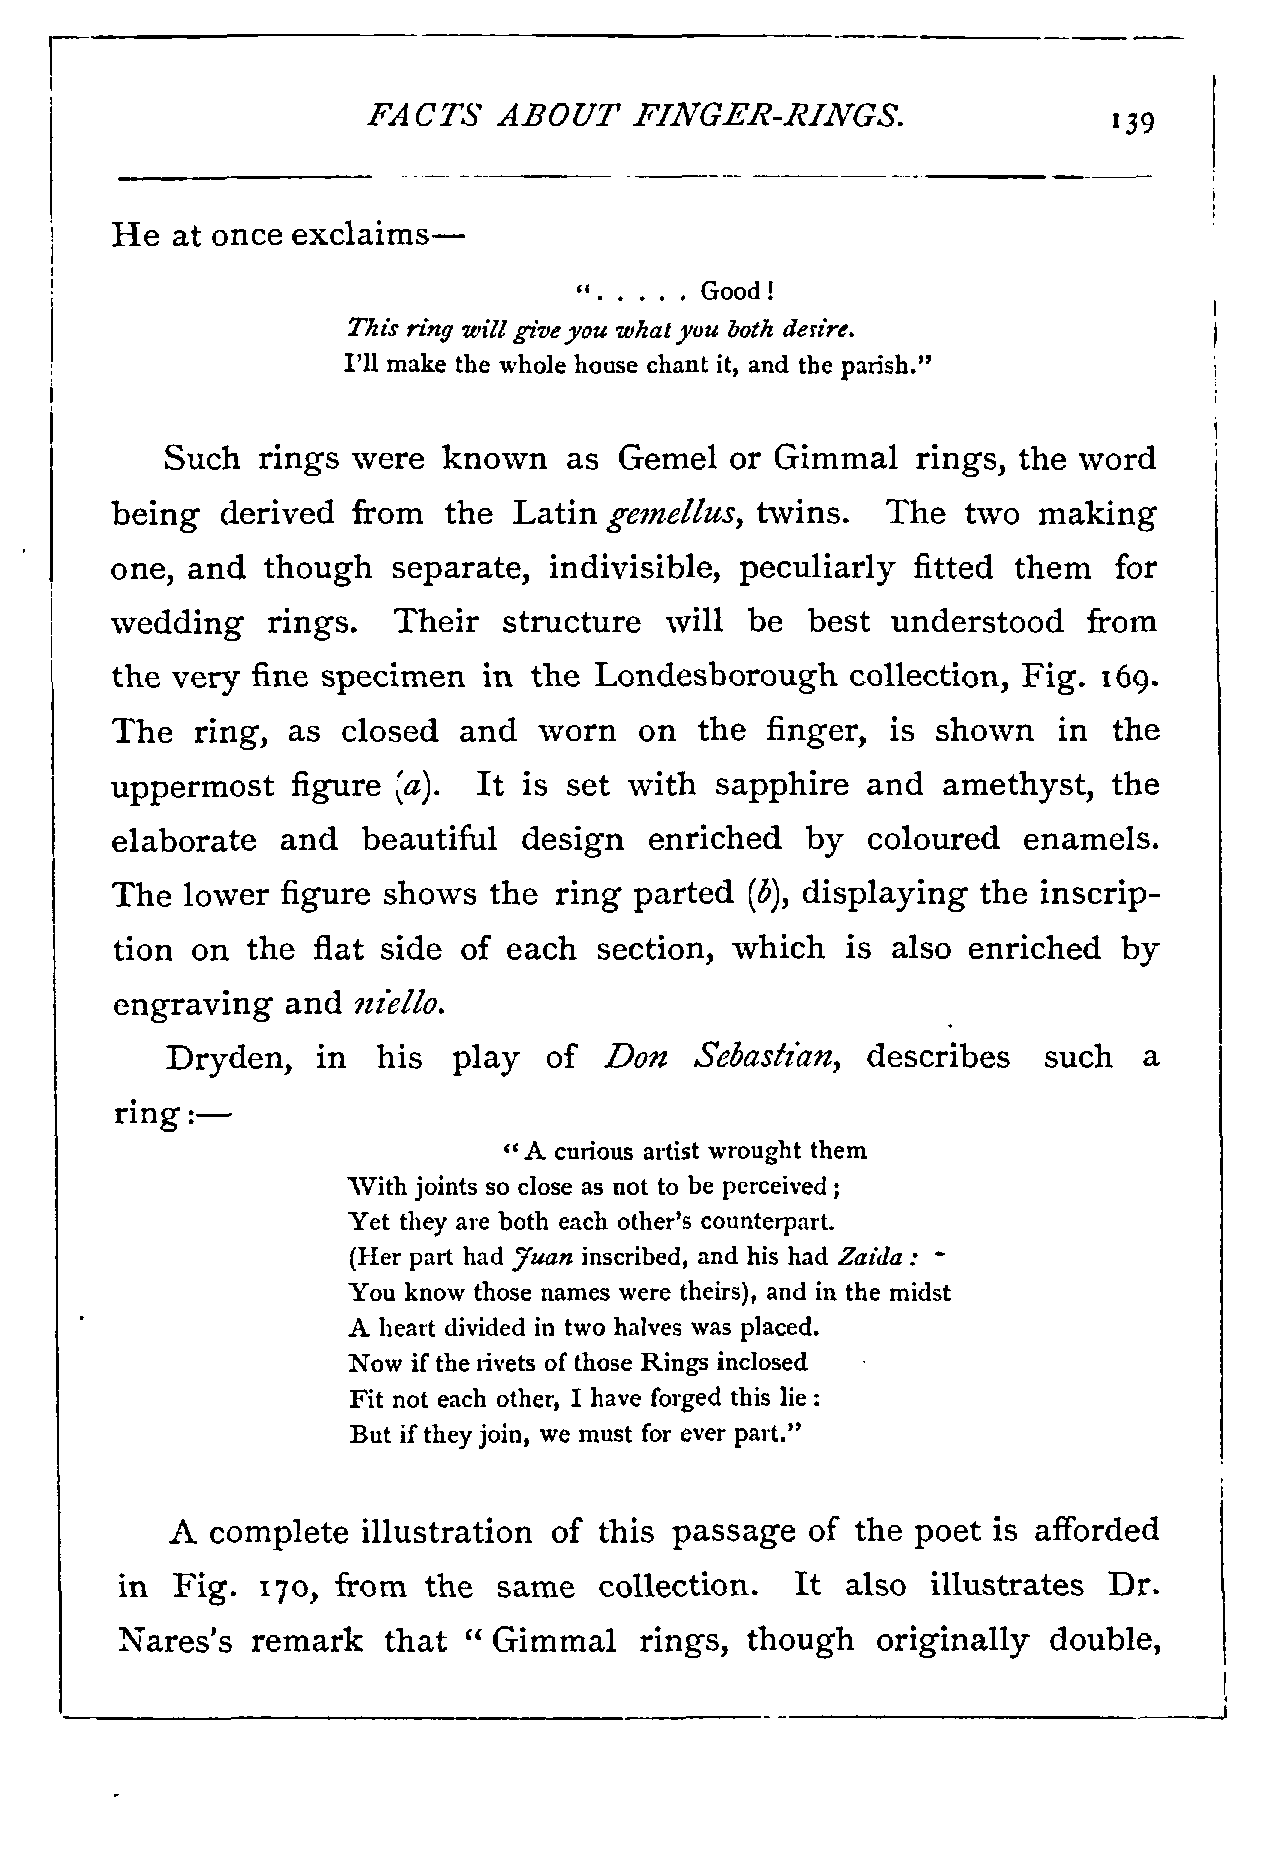 FACTS ABOUT FINGER-RINGS. 139
He at once exclaims—
“. . . . . Good!
This ring will give you what you both desire.
I’ll make the whole house chant it, and the parish.”
Such rings were known as Gemel or Gimmal rings, the word
being derived from the Latin gemellus, twins. The two making
one, and though separate, indivisible, peculiarly fitted them for
wedding rings. Their structure will be best understood from
the very fine specimen in the Londesborough collection, Fig. 169.
The ring, as closed and worn on the finger, is shown in the
uppermost figure (a). It is set with sapphire and amethyst, the
elaborate and beautiful design enriched by coloured enamels.
The lower figure shows the ring parted (b), displaying the inscrip-
tion on the flat side of each section, which is also enriched by
engraving and niello.
Dryden, in his play of Don Sebastian, describes such a
ring:—
“A curious artist wrought them
With joints so close as not to be perceived;
Yet they are both each other’s counterpart.
(Her part had Juan inscribed, and his had Zaida:
You know those names were theirs), and in the midst
A heart divided in two halves was placed.
Now if the rivets of those Rings inclosed
Fit not each other, I have forged this lie:
But if they join, we must for ever part.”
A complete illustration of this passage of the poet is afforded
in Fig. 170, from the same collection. It also illustrates Dr.
Nares’s remark that “Gimmal rings, though originally double,